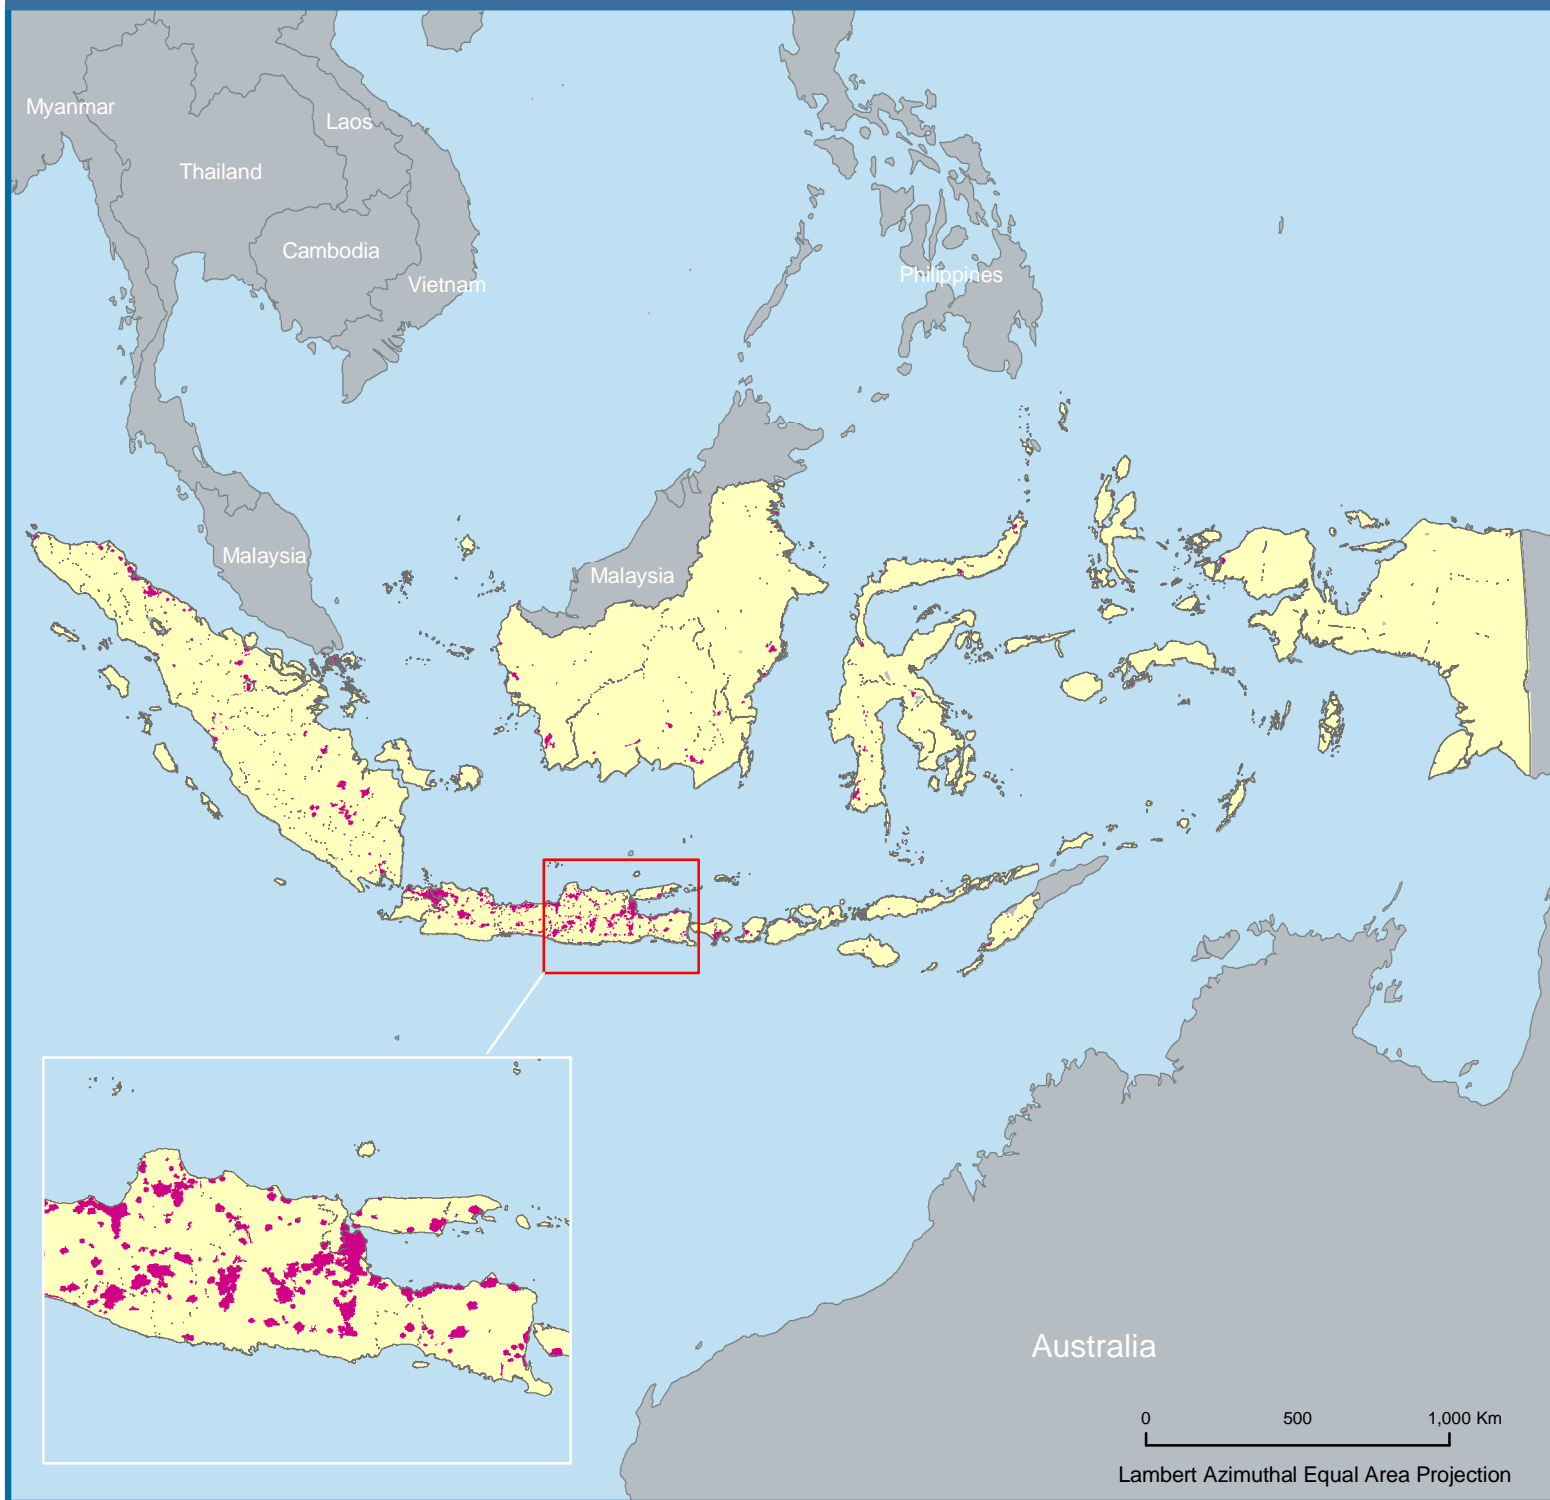 Myanmar
Laos
Thailand
Cambodia
Vietnam
Philippines
Malaysia
Malaysia
Australia
0 500 1,000 Km
Lambert Azimuthal Equal Area Projection